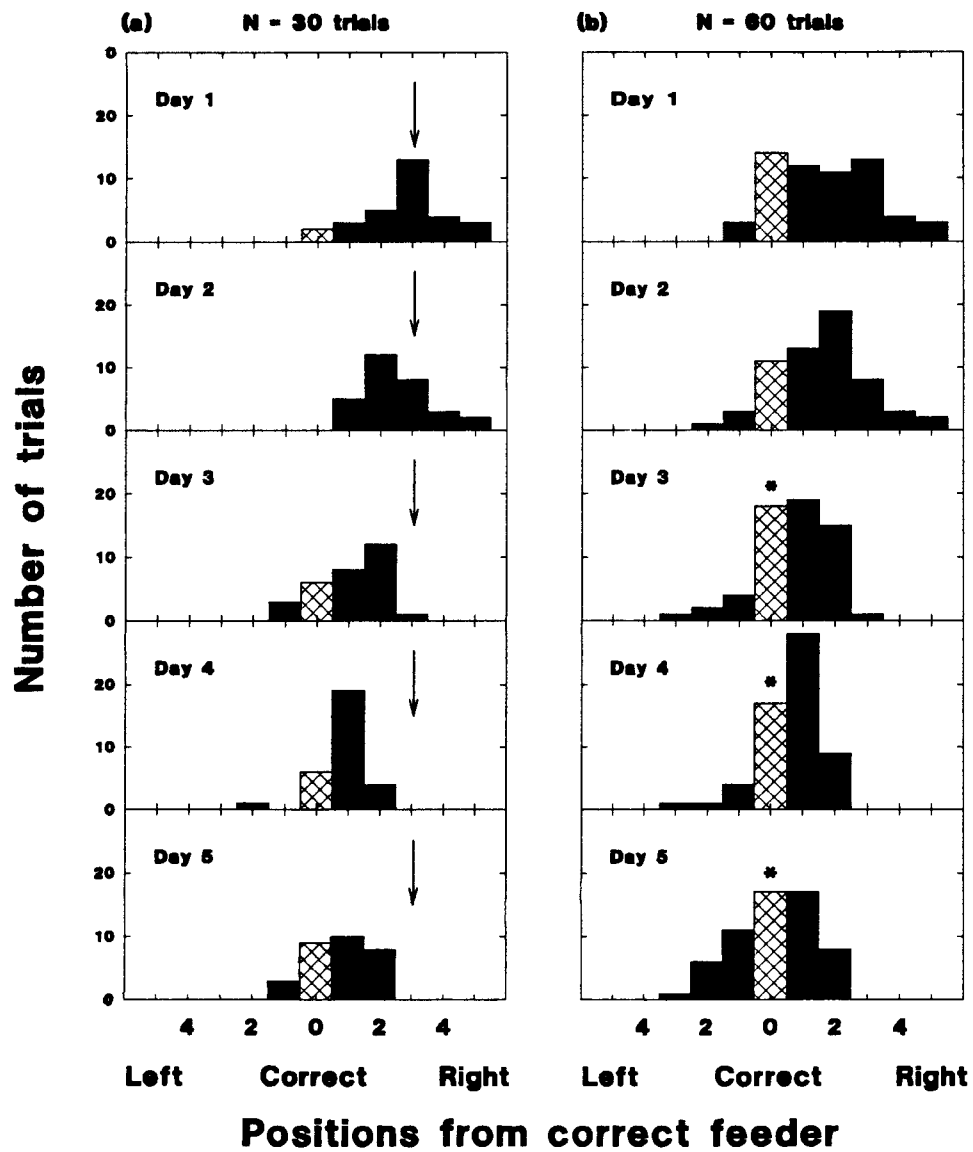 (a) N = 30 trials (b) N = 60 trials
0
Day 1 Day 1
20
10
0
Day 2 Day 2
20
10
0
Day 3 * Day 3
20
10
0
Day 4 * Day 4
20
10
0
Day 5 * Day 5
20
10
0
4 2 0 2 4 4 2 0 2 4
Left Correct Right Left Correct Right
Number of trials
Positions from correct feeder